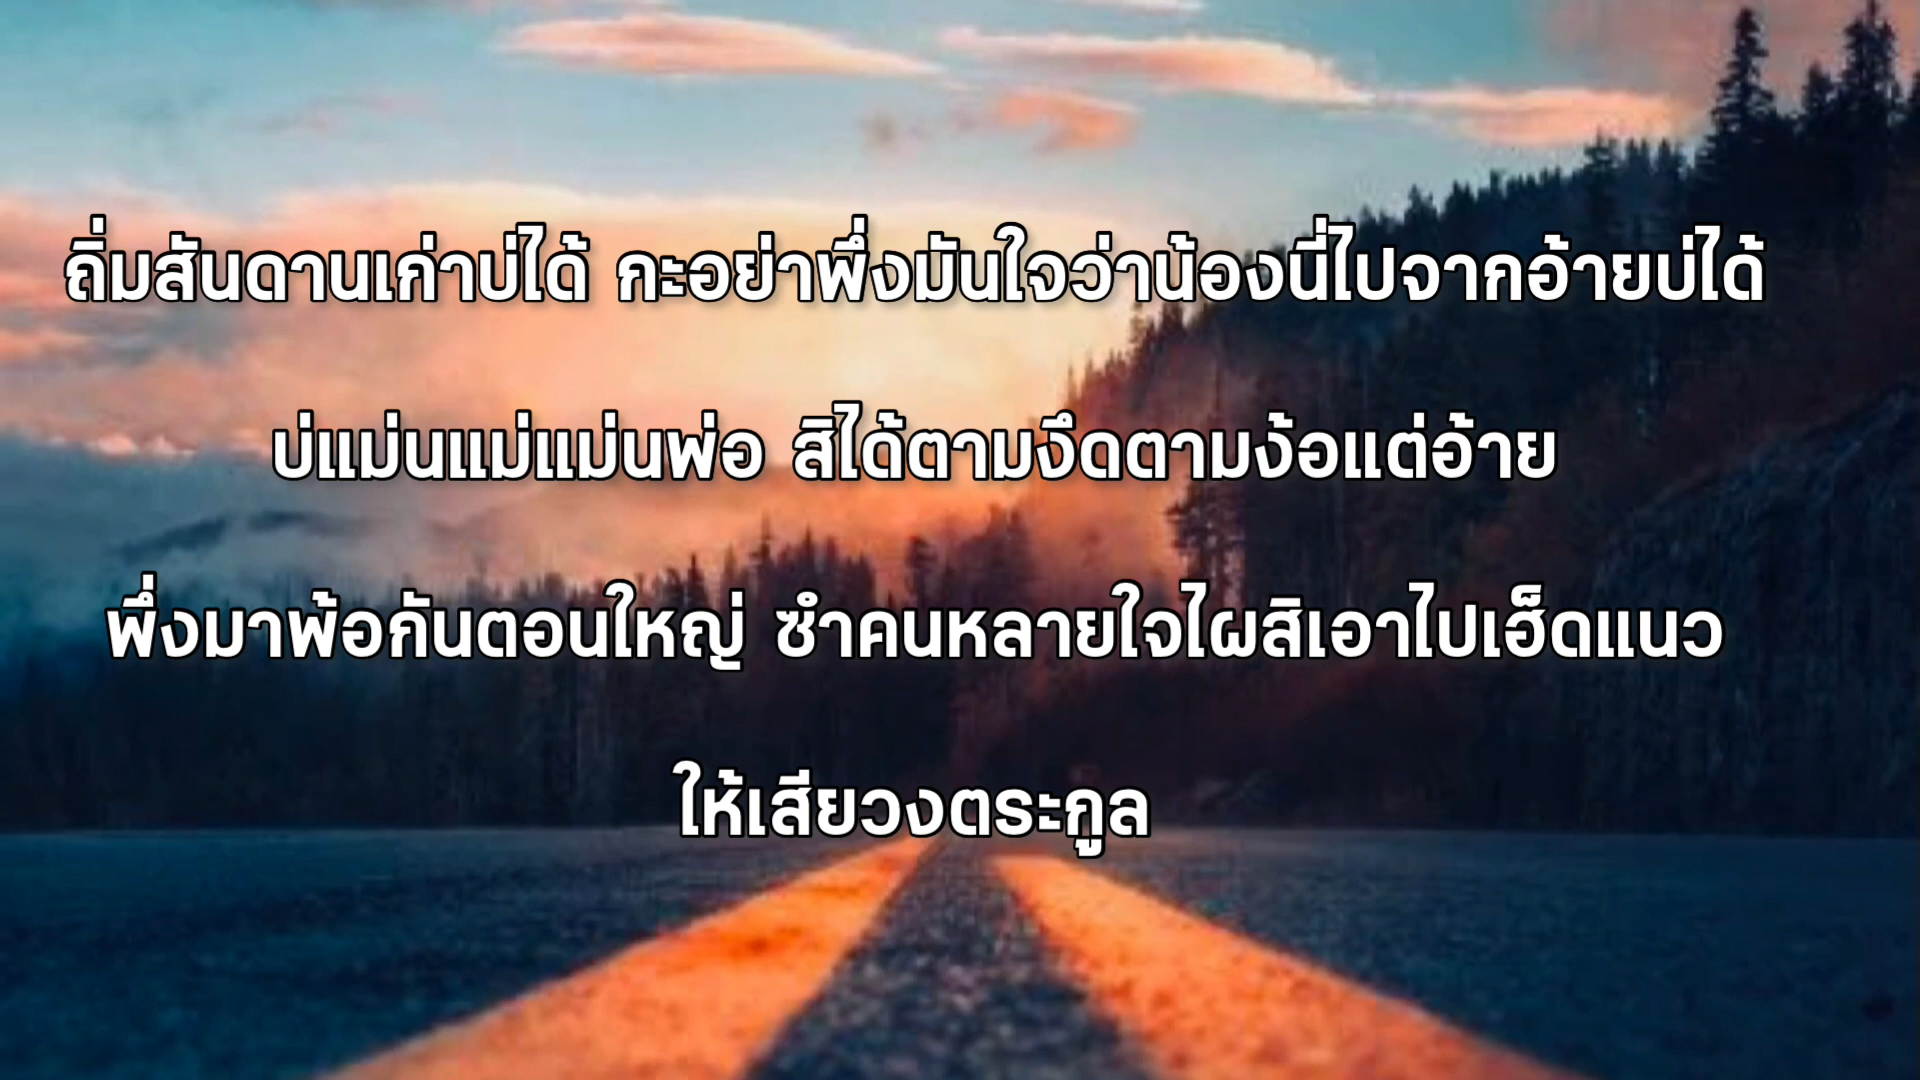 ถิ่มสันดานเก่าบ่ได้ กะอย่าพึ่งมันใจว่าน้องนี่ไปจากอ้ายบ่ได้
บ่แม่นแม่แม่นพ่อ สิได้ตามงึดตามง้อแต่อ้าย
พึ่งมาพ้อกันตอนใหญ่ ซำคนหลายใจไผสิเอาไปเฮ็ดแนว
ให้เสียวงตระกูล